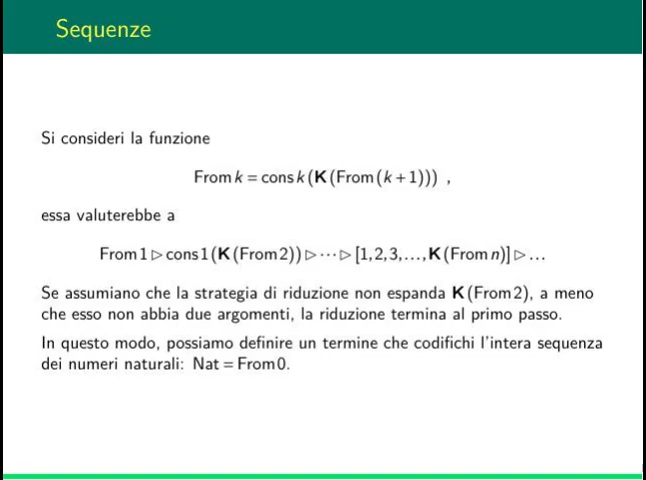 Sequenze
Si consideri la funzione
From k = cons k (K (From (k + 1))) ,
essa valuterebbe a
From 1 ▷ cons 1 (K (From 2)) ▷ ··· ▷ [1, 2, 3, ..., K (From n)] ▷ ...
Se assumiano che la strategia di riduzione non espanda K (From 2), a meno
che esso non abbia due argomenti, la riduzione termina al primo passo.
In questo modo, possiamo definire un termine che codifichi l'intera sequenza
dei numeri naturali: Nat = From 0.